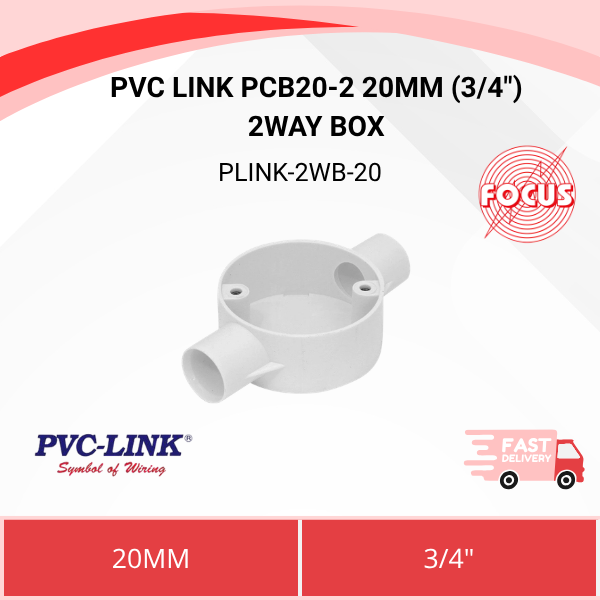 PVC LINK PCB20-2 20MM (3/4")
2WAY BOX
PLINK-2WB-20
FOCUS
PVC-LINK®
Symbol of Wiring
FAST
DELIVERY
20MM
3/4"